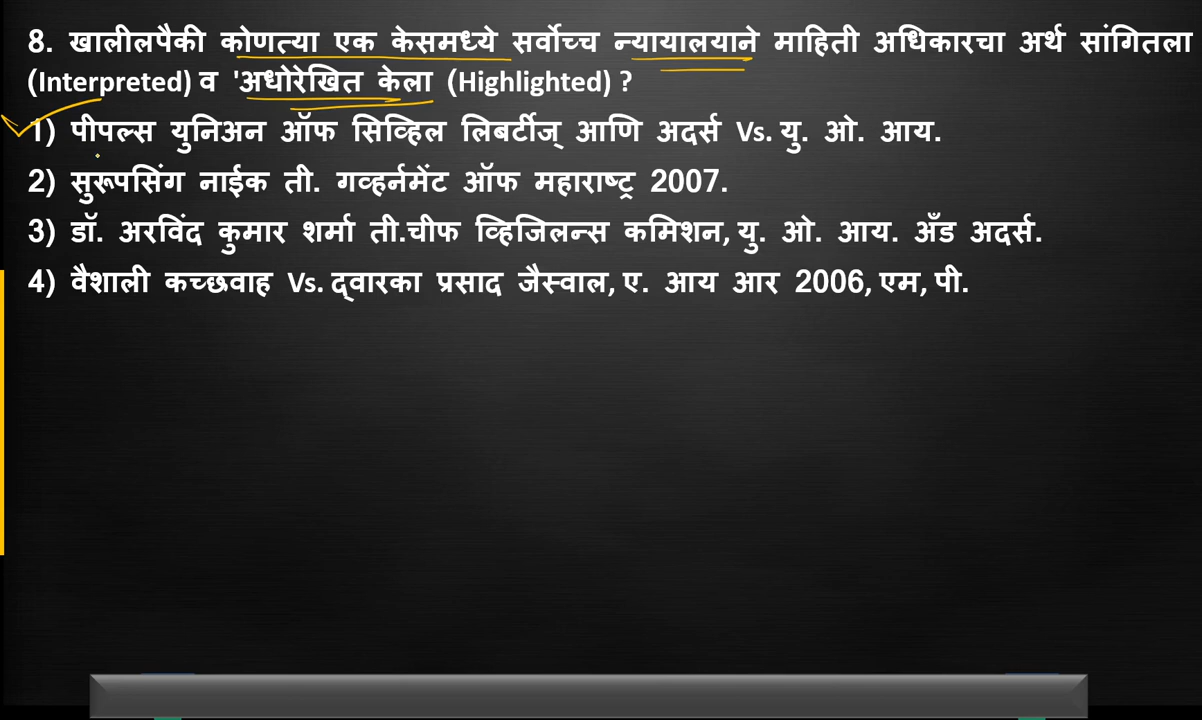 8. खालीलपैकी कोणत्या एक केसमध्ये सर्वोच्च न्यायालयाने माहिती अधिकारचा अर्थ सांगितला
(Interpreted) व 'अधोरेखित केला (Highlighted) ?
1) पीपल्स युनिअन ऑफ सिव्हिल लिबर्टीज् आणि अदर्स Vs. यु. ओ. आय.
2) सुरूपसिंग नाईक ती. गव्हर्नमेंट ऑफ महाराष्ट्र 2007.
3) डॉ. अरविंद कुमार शर्मा ती.चीफ व्हिजिलन्स कमिशन, यु. ओ. आय. अँड अदर्स.
4) वैशाली कच्छवाह Vs. द्वारका प्रसाद जैस्वाल, ए. आय आर 2006, एम, पी.